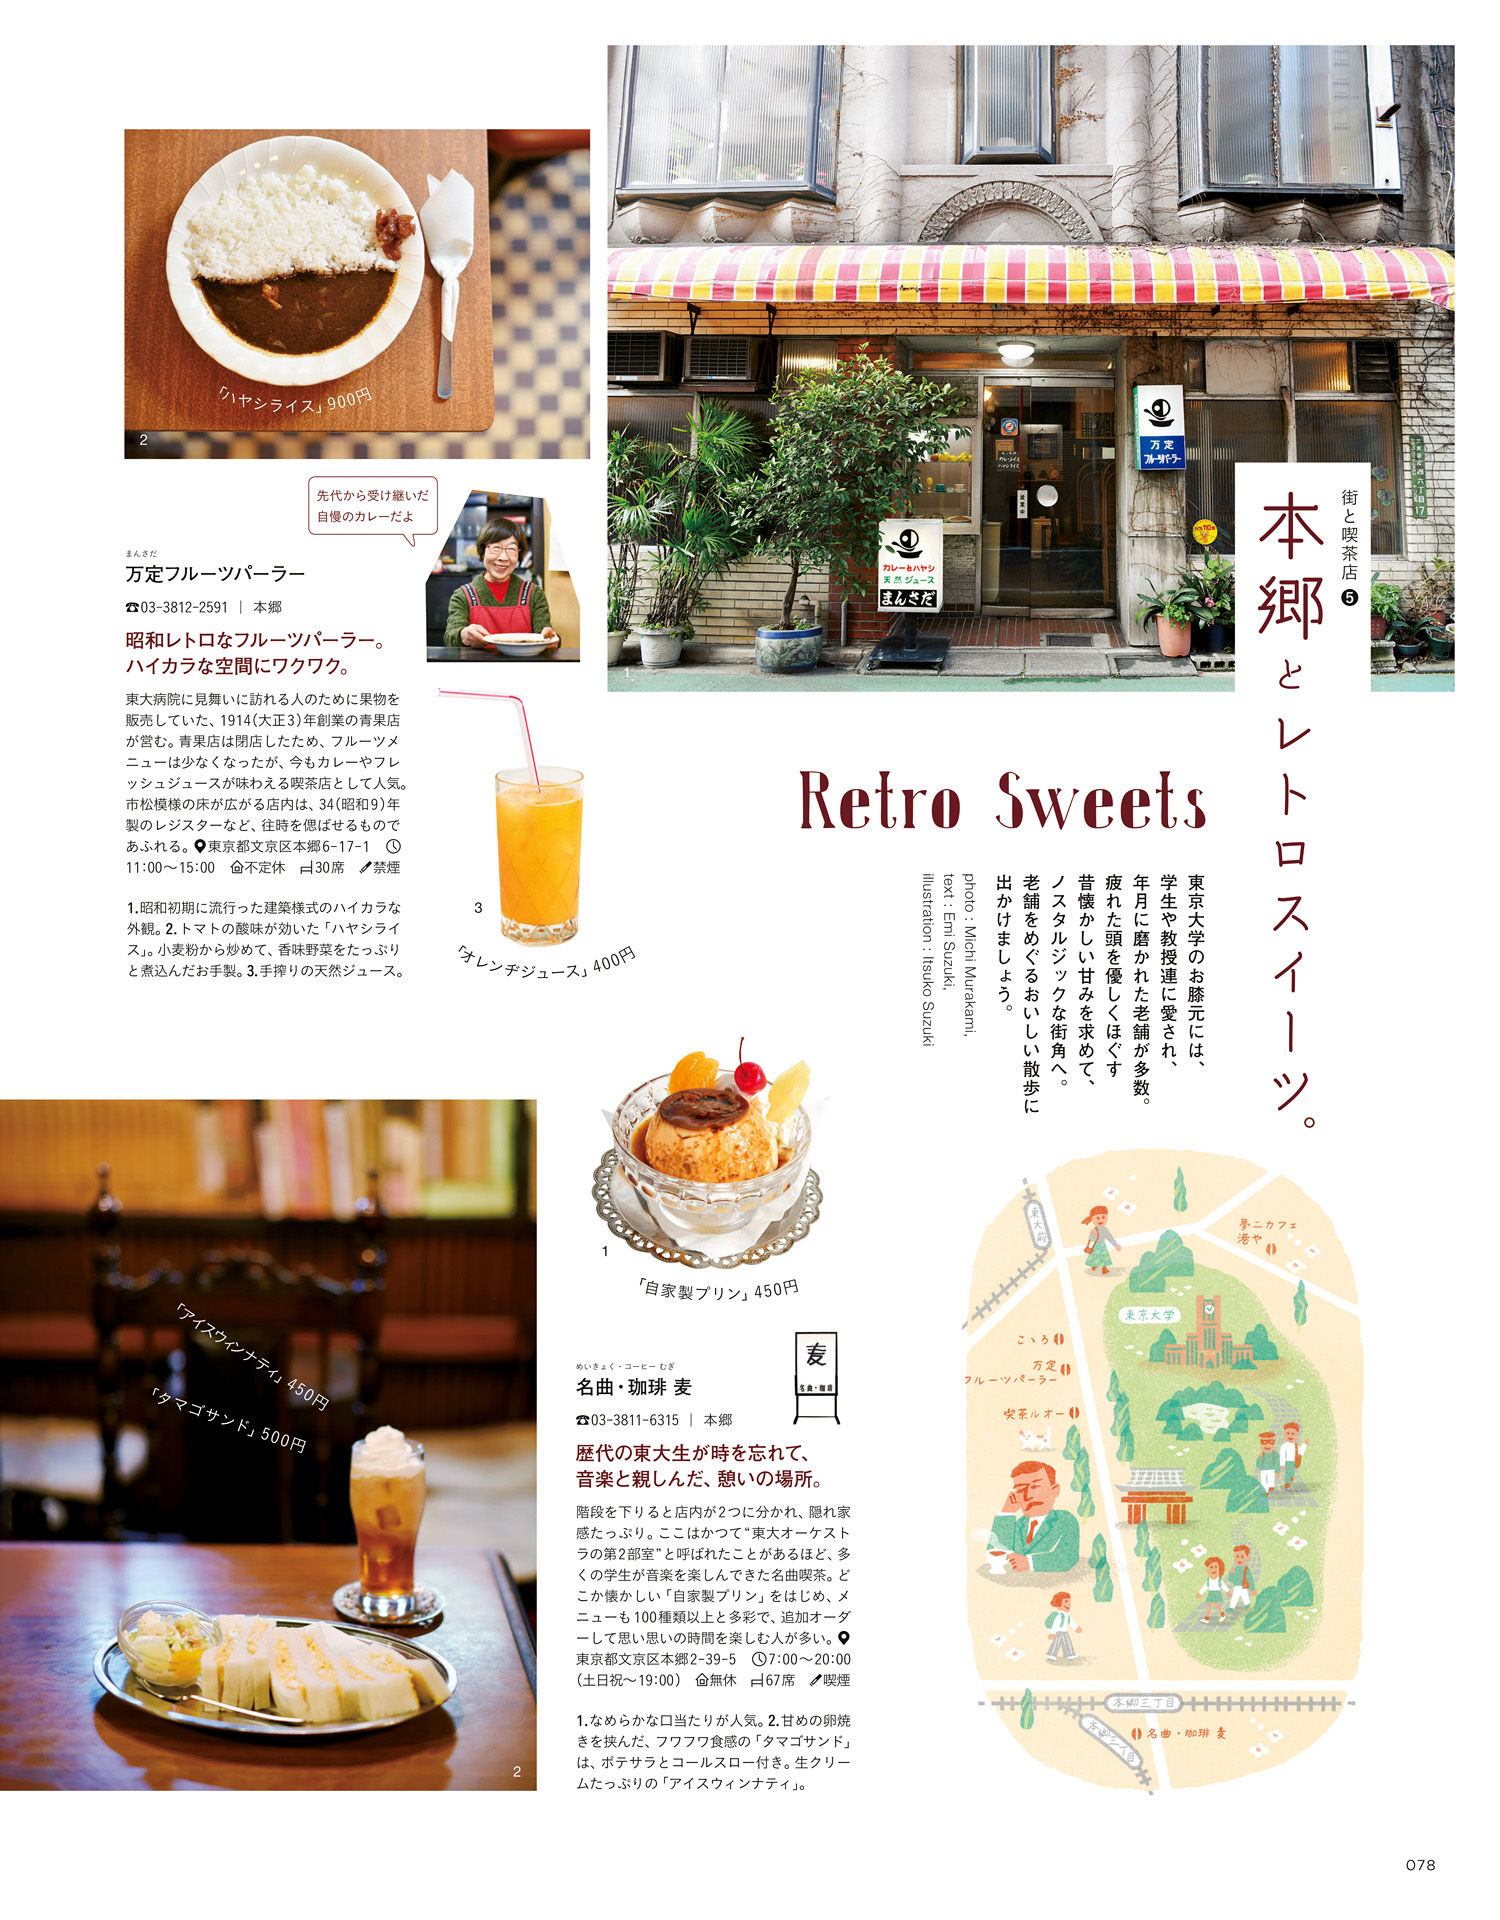 街と喫茶店❺
本郷とレトロスイーツ。
Retro Sweets
東京大学のお膝元には、
学生や教授連に愛され、
年月に磨かれた老舗が多数。
疲れた頭を優しくほぐす
昔懐かしい甘みを求めて、
ノスタルジックな街角へ。
老舗をめぐるおいしい散歩に
出かけましょう。
photo : Michi Murakami,
text : Emi Suzuki,
illustration : Itsuko Suzuki
万定
フルーツパーラー
カレーとハヤシ
天然ジュース
まんさだ
営業中
1
「ハヤシライス」900円
2
先代から受け継いだ
自慢のカレーだよ
まんさだ
万定フルーツパーラー
☎03-3812-2591 | 本郷
昭和レトロなフルーツパーラー。
ハイカラな空間にワクワク。
東大病院に見舞いに訪れる人のために果物を
販売していた、1914(大正3)年創業の青果店
が営む。青果店は閉店したため、フルーツメ
ニューは少なくなったが、今もカレーやフレ
ッシュジュースが味わえる喫茶店として人気。
市松模様の床が広がる店内は、34(昭和9)年
製のレジスターなど、往時を偲ばせるもので
あふれる。東京都文京区本郷6-17-1
11:00〜15:00 不定休 30席 禁煙
1.昭和初期に流行った建築様式のハイカラな
外観。2.トマトの酸味が効いた「ハヤシライ
ス」。小麦粉から炒めて、香味野菜をたっぷり
と煮込んだお手製。3.手搾りの天然ジュース。
3
「オレンヂジュース」400円
1
「自家製プリン」450円
「アイスウィンナティ」450円
「タマゴサンド」500円
2
麦
名曲・珈琲
めいきょく・コーヒー むぎ
名曲・珈琲 麦
☎03-3811-6315 | 本郷
歴代の東大生が時を忘れて、
音楽と親しんだ、憩いの場所。
階段を下りると店内が2つに分かれ、隠れ家
感たっぷり。ここはかつて“東大オーケスト
ラの第2部室”と呼ばれたことがあるほど、多
くの学生が音楽を楽しんできた名曲喫茶。ど
こか懐かしい「自家製プリン」をはじめ、メ
ニューも100種類以上と多彩で、追加オーダ
ーして思い思いの時間を楽しむ人が多い。
東京都文京区本郷2-39-5 7:00〜20:00
(土日祝〜19:00) 無休 67席 喫煙
1.なめらかな口当たりが人気。2.甘めの卵焼
きを挟んだ、フワフワ食感の「タマゴサンド」
は、ポテサラとコールスロー付き。生クリー
ムたっぷりの「アイスウィンナティ」。
東大前
夢二カフェ
港や
東京大学
こゝろ
万定
フルーツパーラー
喫茶ルオー
本郷三丁目
本郷三丁目
名曲・珈琲 麦
078